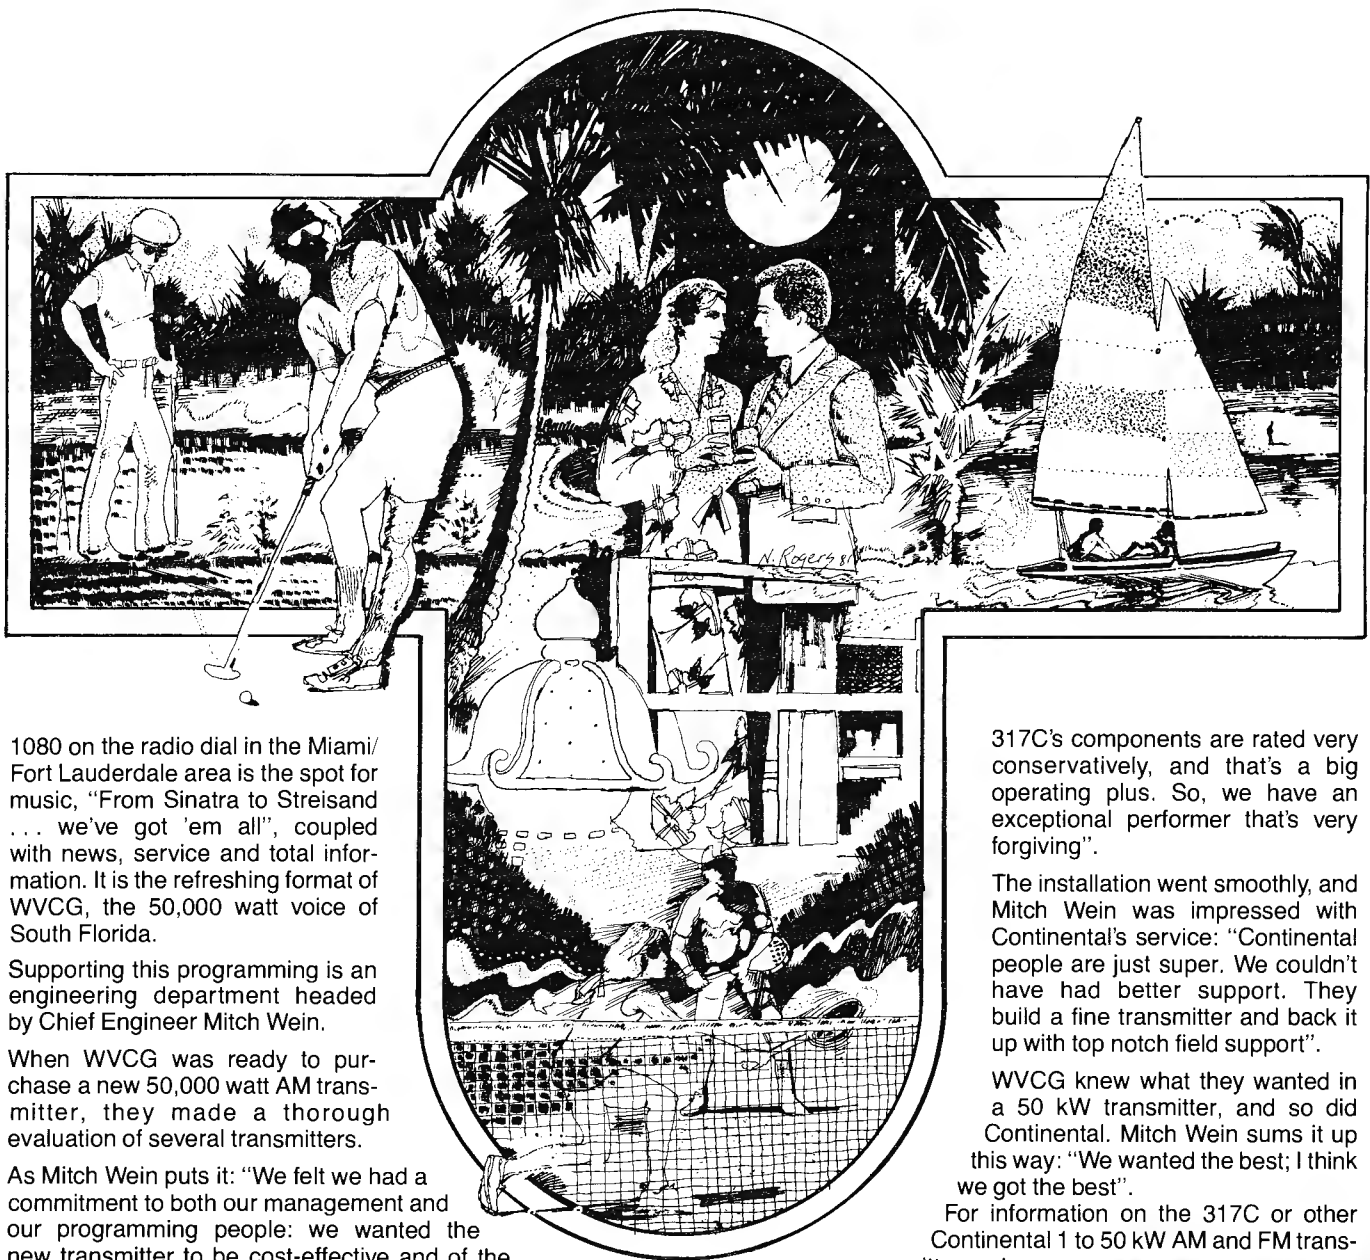 N. Rogers 81
1080 on the radio dial in the Miami/
Fort Lauderdale area is the spot for
music, “From Sinatra to Streisand
... we've got 'em all”, coupled
with news, service and total infor-
mation. It is the refreshing format of
WVCG, the 50,000 watt voice of
South Florida.
Supporting this programming is an
engineering department headed
by Chief Engineer Mitch Wein.
When WVCG was ready to pur-
chase a new 50,000 watt AM trans-
mitter, they made a thorough
evaluation of several transmitters.
As Mitch Wein puts it: “We felt we had a
commitment to both our management and
our programming people: we wanted the
new transmitter to be cost-effective and of the
317C's components are rated very
conservatively, and that's a big
operating plus. So, we have an
exceptional performer that's very
forgiving”.
The installation went smoothly, and
Mitch Wein was impressed with
Continental's service: “Continental
people are just super. We couldn't
have had better support. They
build a fine transmitter and back it
up with top notch field support”.
WVCG knew what they wanted in
a 50 kW transmitter, and so did
Continental. Mitch Wein sums it up
this way: “We wanted the best; I think
we got the best”.
For information on the 317C or other
Continental 1 to 50 kW AM and FM trans-